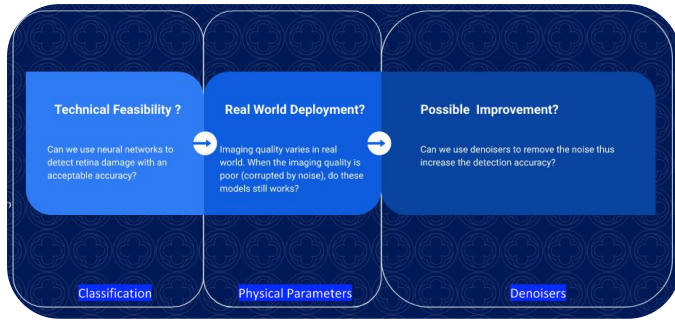 Technical Feasibility ?
Can we use neural networks to
detect retina damage with an
acceptable accuracy?
Real World Deployment?
Imaging quality varies in real
world. When the imaging quality is
poor (corrupted by noise), do these
models still works?
Possible Improvement?
Can we use denoisers to remove the noise thus
increase the detection accuracy?
Classification
Physical Parameters
Denoisers